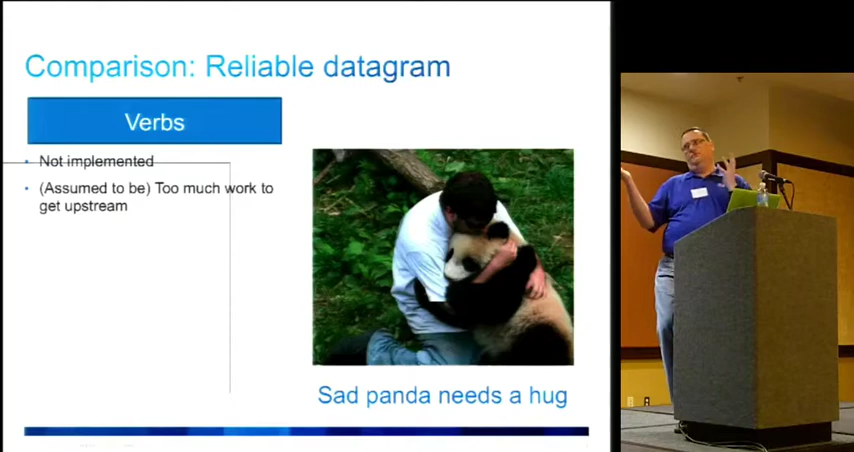 Comparison: Reliable datagram
Verbs
Not implemented
(Assumed to be) Too much work to
get upstream
Sad panda needs a hug